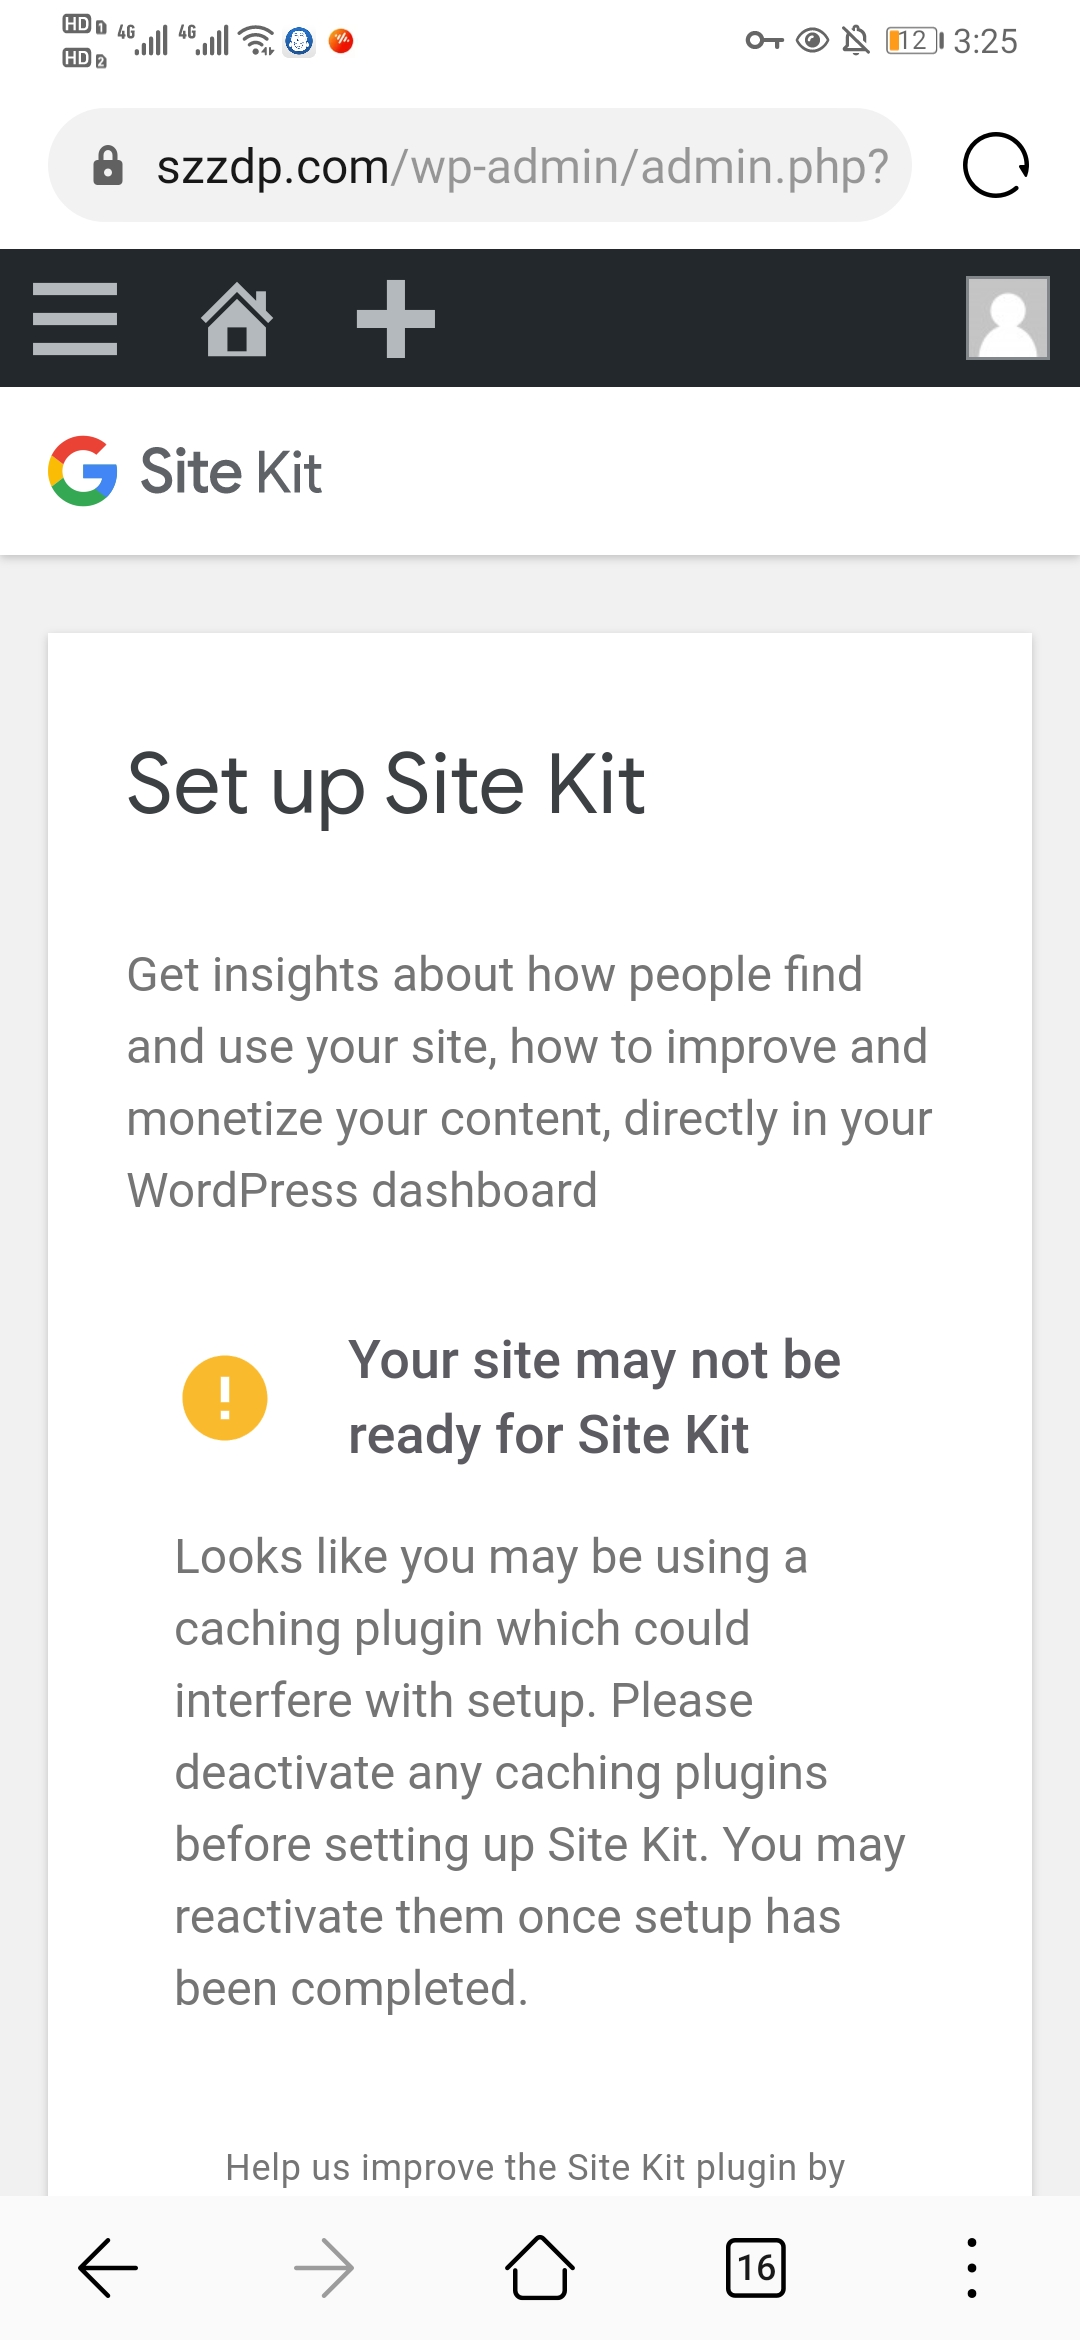 HD 1 4G 4G 12 3:25
HD 2
szzdp.com/wp-admin/admin.php?
G Site Kit
Set up Site Kit
Get insights about how people find
and use your site, how to improve and
monetize your content, directly in your
WordPress dashboard
Your site may not be
ready for Site Kit
Looks like you may be using a
caching plugin which could
interfere with setup. Please
deactivate any caching plugins
before setting up Site Kit. You may
reactivate them once setup has
been completed.
Help us improve the Site Kit plugin by
16